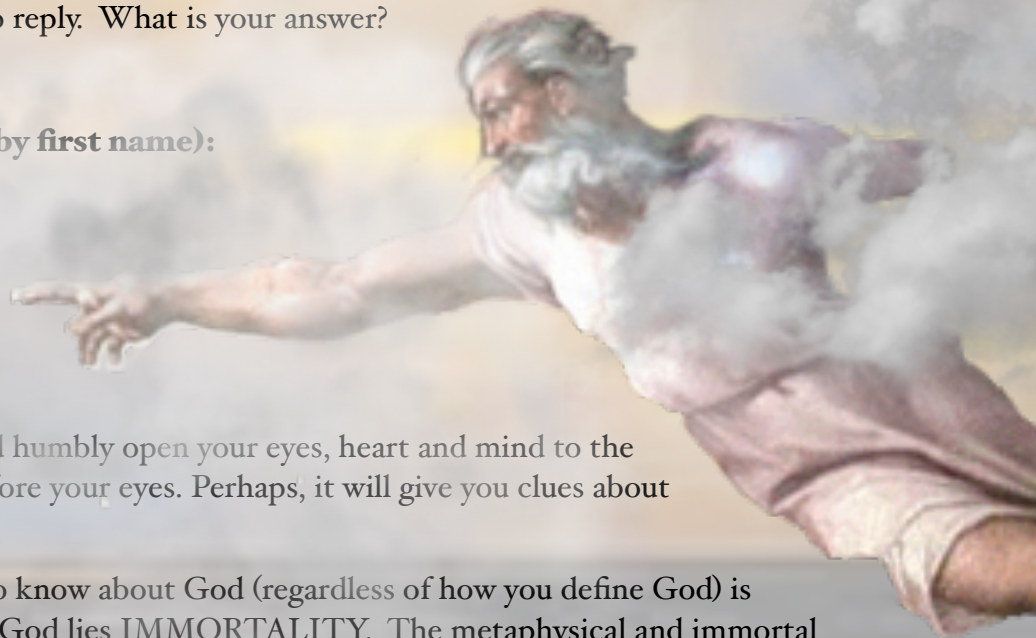 reply.  What is your answer?
by first name):
humbly open your eyes, heart and mind to the
fore your eyes. Perhaps, it will give you clues about
know about God (regardless of how you define God) is
God lies IMMORTALITY.  The metaphysical and immortal